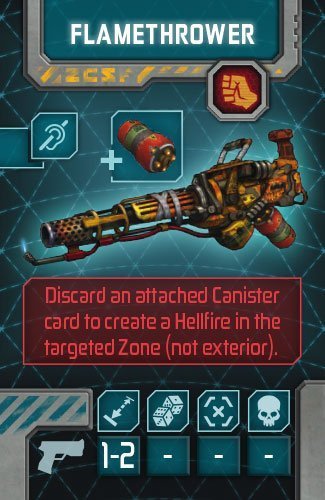 FLAMETHROWER
+
Discard an attached Canister
card to create a Hellfire in the
targeted Zone (not exterior).
1-2 - - -